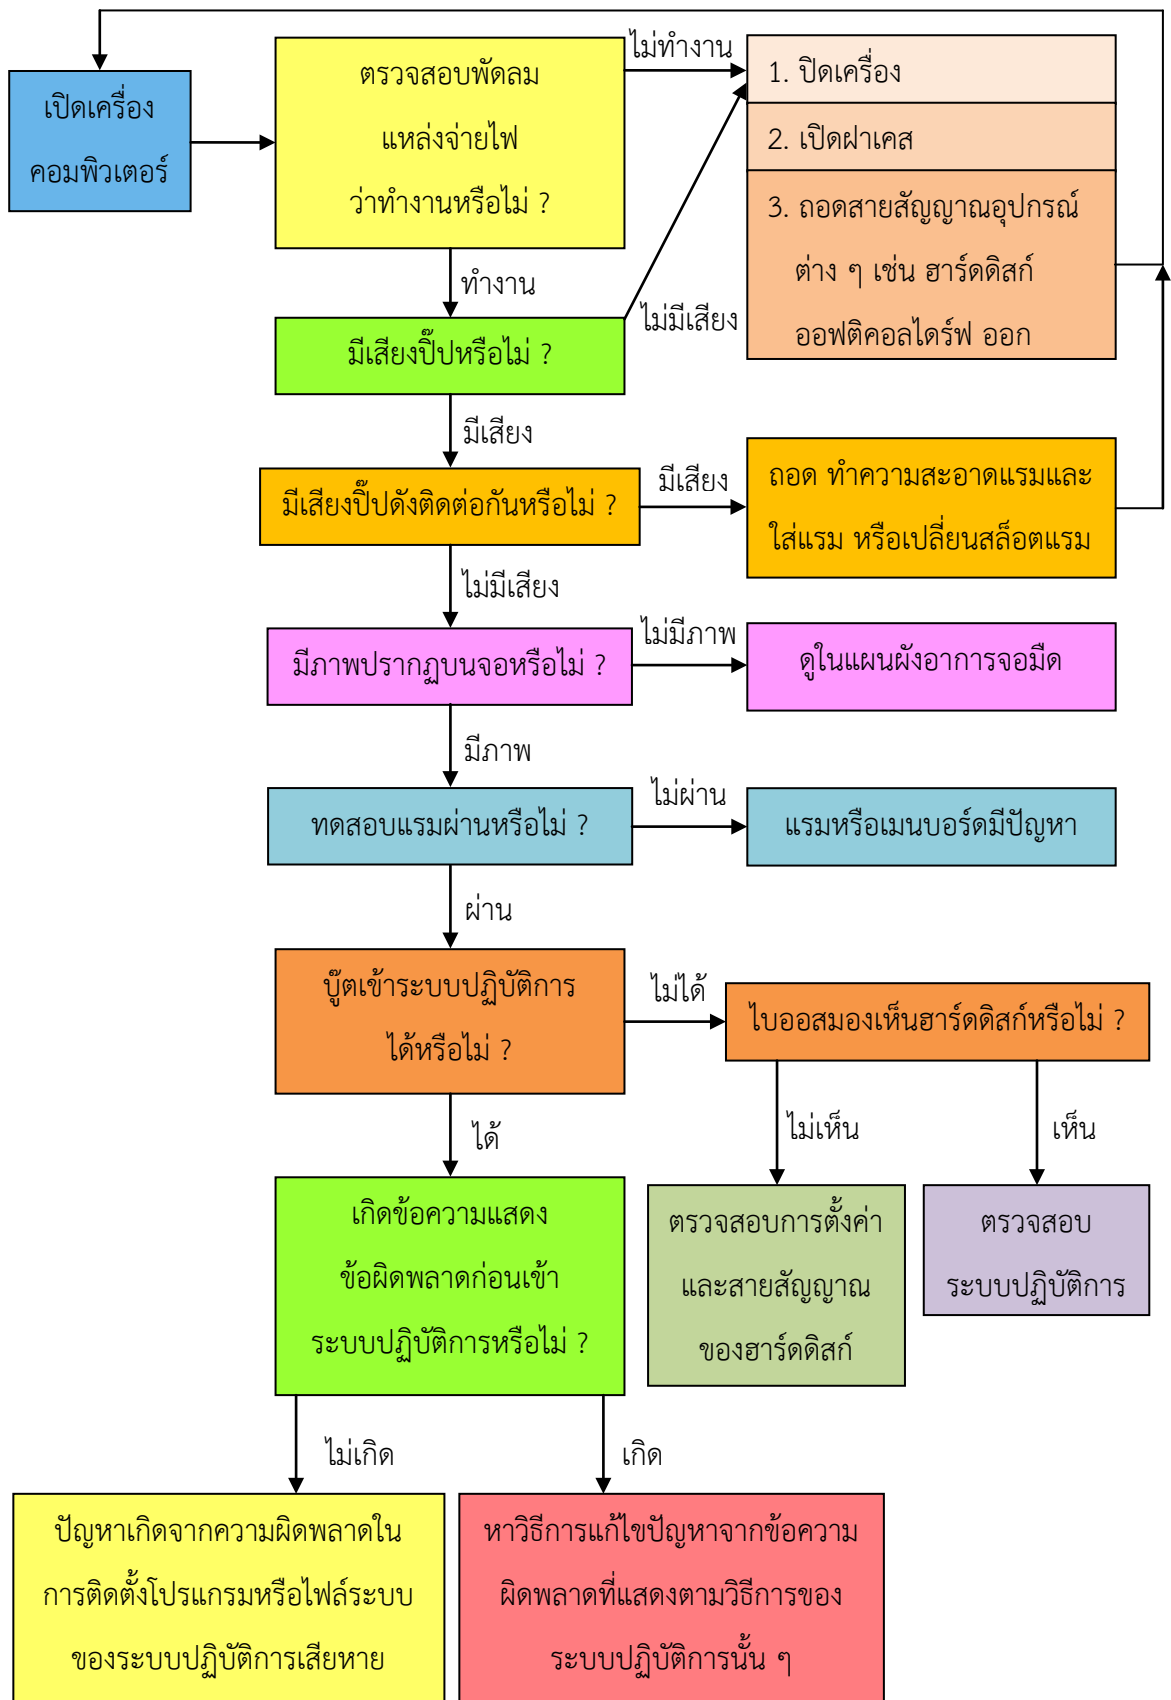 เปิดเครื่อง
คอมพิวเตอร์
ตรวจสอบพัดลม
แหล่งจ่ายไฟ
ว่าทำงานหรือไม่ ?
ไม่ทำงาน
1. ปิดเครื่อง
2. เปิดฝาเคส
3. ถอดสายสัญญาณอุปกรณ์
ต่าง ๆ เช่น ฮาร์ดดิสก์
ออฟติคอลไดร์ฟ ออก
ทำงาน
ไม่มีเสียง
มีเสียงปิ๊ปหรือไม่ ?
มีเสียง
มีเสียงปิ๊ปดังติดต่อกันหรือไม่ ?
มีเสียง
ถอด ทำความสะอาดแรมและ
ใส่แรม หรือเปลี่ยนสล็อตแรม
ไม่มีเสียง
มีภาพปรากฏบนจอหรือไม่ ?
ไม่มีภาพ
ดูในแผนผังอาการจอมืด
มีภาพ
ทดสอบแรมผ่านหรือไม่ ?
ไม่ผ่าน
แรมหรือเมนบอร์ดมีปัญหา
ผ่าน
บู๊ตเข้าระบบปฏิบัติการ
ได้หรือไม่ ?
ไม่ได้
ไบออสมองเห็นฮาร์ดดิสก์หรือไม่ ?
ได้
ไม่เห็น
เห็น
เกิดข้อความแสดง
ข้อผิดพลาดก่อนเข้า
ระบบปฏิบัติการหรือไม่ ?
ตรวจสอบการตั้งค่า
และสายสัญญาณ
ของฮาร์ดดิสก์
ตรวจสอบ
ระบบปฏิบัติการ
ไม่เกิด
เกิด
ปัญหาเกิดจากความผิดพลาดใน
การติดตั้งโปรแกรมหรือไฟล์ระบบ
ของระบบปฏิบัติการเสียหาย
หาวิธีการแก้ไขปัญหาจากข้อความ
ผิดพลาดที่แสดงตามวิธีการของ
ระบบปฏิบัติการนั้น ๆ